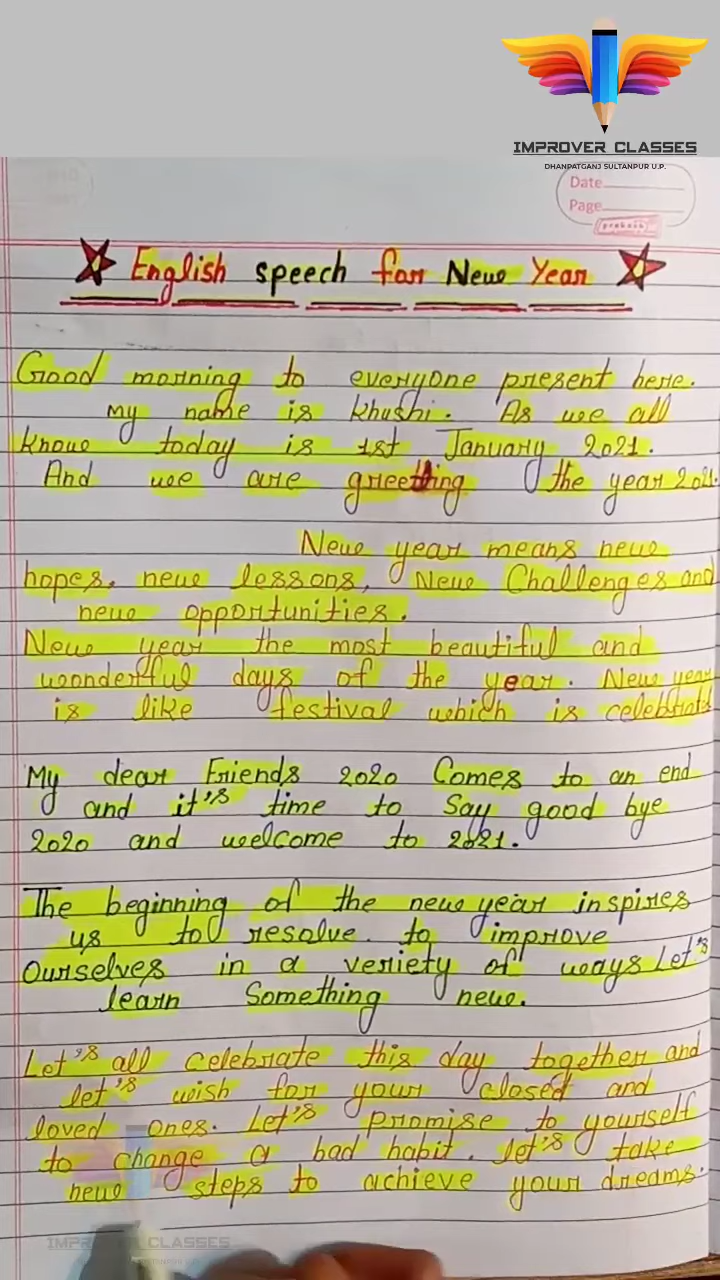 IMPROVER CLASSES
DHANPATGANJ SULTANPUR U.P.
Date
Page
prakash
English speech for New Year
Good morning to everyone present here.
My name is Khushi. As we all
know today is 1st January 2021.
And we are greeting the year 2021.
New year means new
hopes, new lessons, New Challenges and
new opportunities.
New year the most beautiful and
wonderful days of the year. New year
is like festival which is celebrated
My dear Friends 2020 Comes to an end
and it's time to Say good bye
2020 and welcome to 2021.
The beginning of the new year inspires
us to resolve. to improve
Ourselves in a veriety of ways Let's
learn Something new.
Let's all celebrate this day together and
let's wish for your closed and
loved ones. Let's promise to yourself
to change a bad habit. let's take
new steps to achieve your dreams.
IMPROVER CLASSES